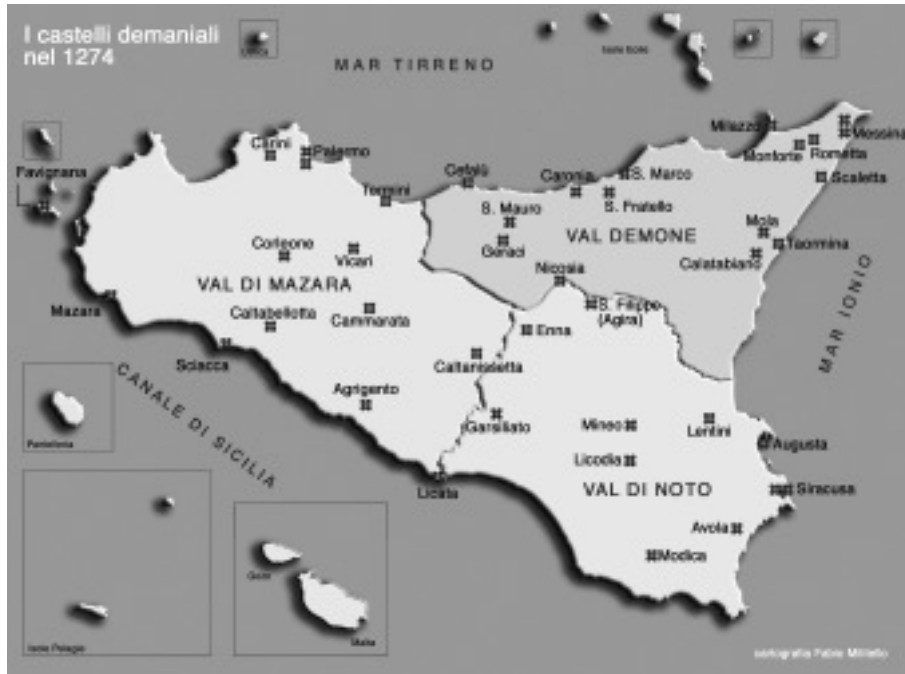 I castelli demaniali
nel 1274
Ustica
MAR TIRRENO
Isole Eolie
Favignana
Carini
Palermo
Termini
Cefalù
Caronia
S. Marco
S. Fratello
Milazzo
Monforte
Rometta
Messina
Scaletta
S. Mauro
Geraci
VAL DEMONE
Mola
Taormina
Calatabiano
Corleone
Vicari
VAL DI MAZARA
Nicosia
S. Filippo
(Agira)
MAR IONIO
Mazara
Caltabellotta
Cammarata
Enna
Sciacca
Caltanissetta
CANALE DI SICILIA
Agrigento
Garsiliato
Mineo
Lentini
Augusta
Pantelleria
Licodia
Licata
VAL DI NOTO
Siracusa
Avola
Modica
Gozo
Malta
Isole Pelagie
cartografia Fabio Militello